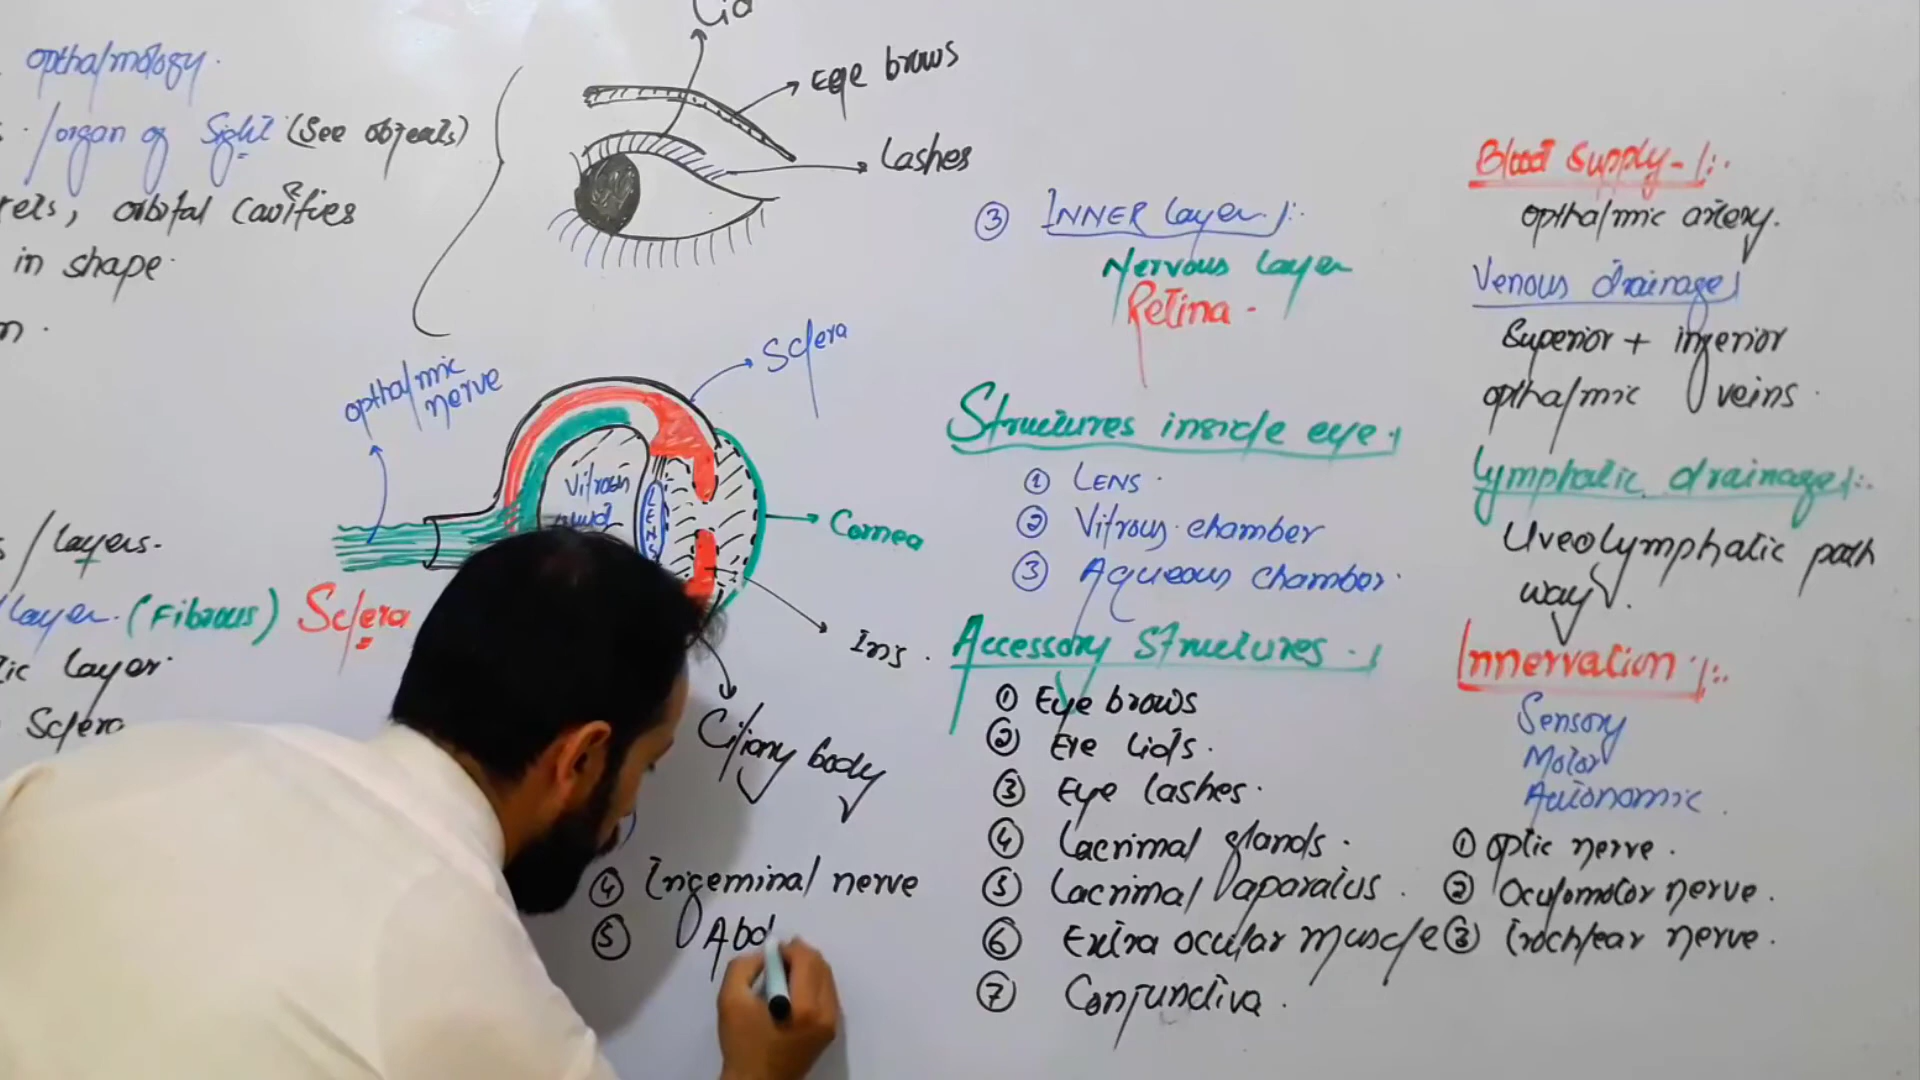 opthalmology.
/organ of Sight (See objects)
orbital Cavities
in shape.
Lid
Eye brows
Lashes
opthalmic
nerve
Sclera
Vitrous
LENS
Cornea
Iris.
Ciliary body
/ layers.
layer. (Fibrous) Sclera
layer.
Sclera
④ Trigeminal nerve
⑤ Abd
③ INNER layer:
Nervous layer
Retina.
Structures inside eye
① LENS.
② Vitrous chamber
③ Aqueous chamber.
Accessory Structures.
① Eye brows
② Eye Lids.
③ Eye lashes.
④ Lacrimal glands.
⑤ Lacrimal aparatus.
⑥ Extra ocular muscle
⑦ Conjunctiva.
Blood Supply-:
opthalmic artery.
Venous drainage
Superior + inferior
opthalmic veins.
Lymphatic drainage:
Uveolymphatic path
way.
Innervation:
Sensory
Motor
Autonomic.
① optic nerve.
② Oculomotor nerve.
③ trochlear nerve.